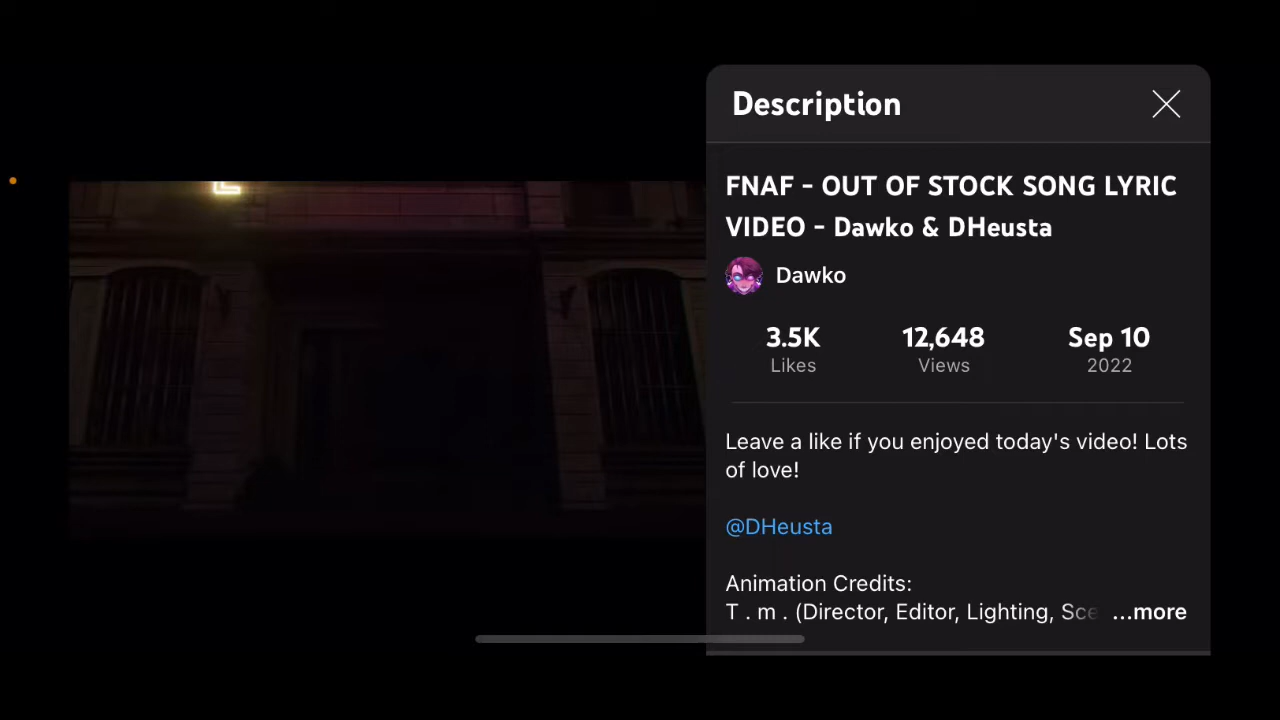 Description
FNAF - OUT OF STOCK SONG LYRIC
VIDEO - Dawko & DHeusta
Dawko
3.5K 12,648 Sep 10
Likes Views 2022
Leave a like if you enjoyed today's video! Lots
of love!
@DHeusta
Animation Credits:
T . m . (Director, Editor, Lighting, Sce ...more